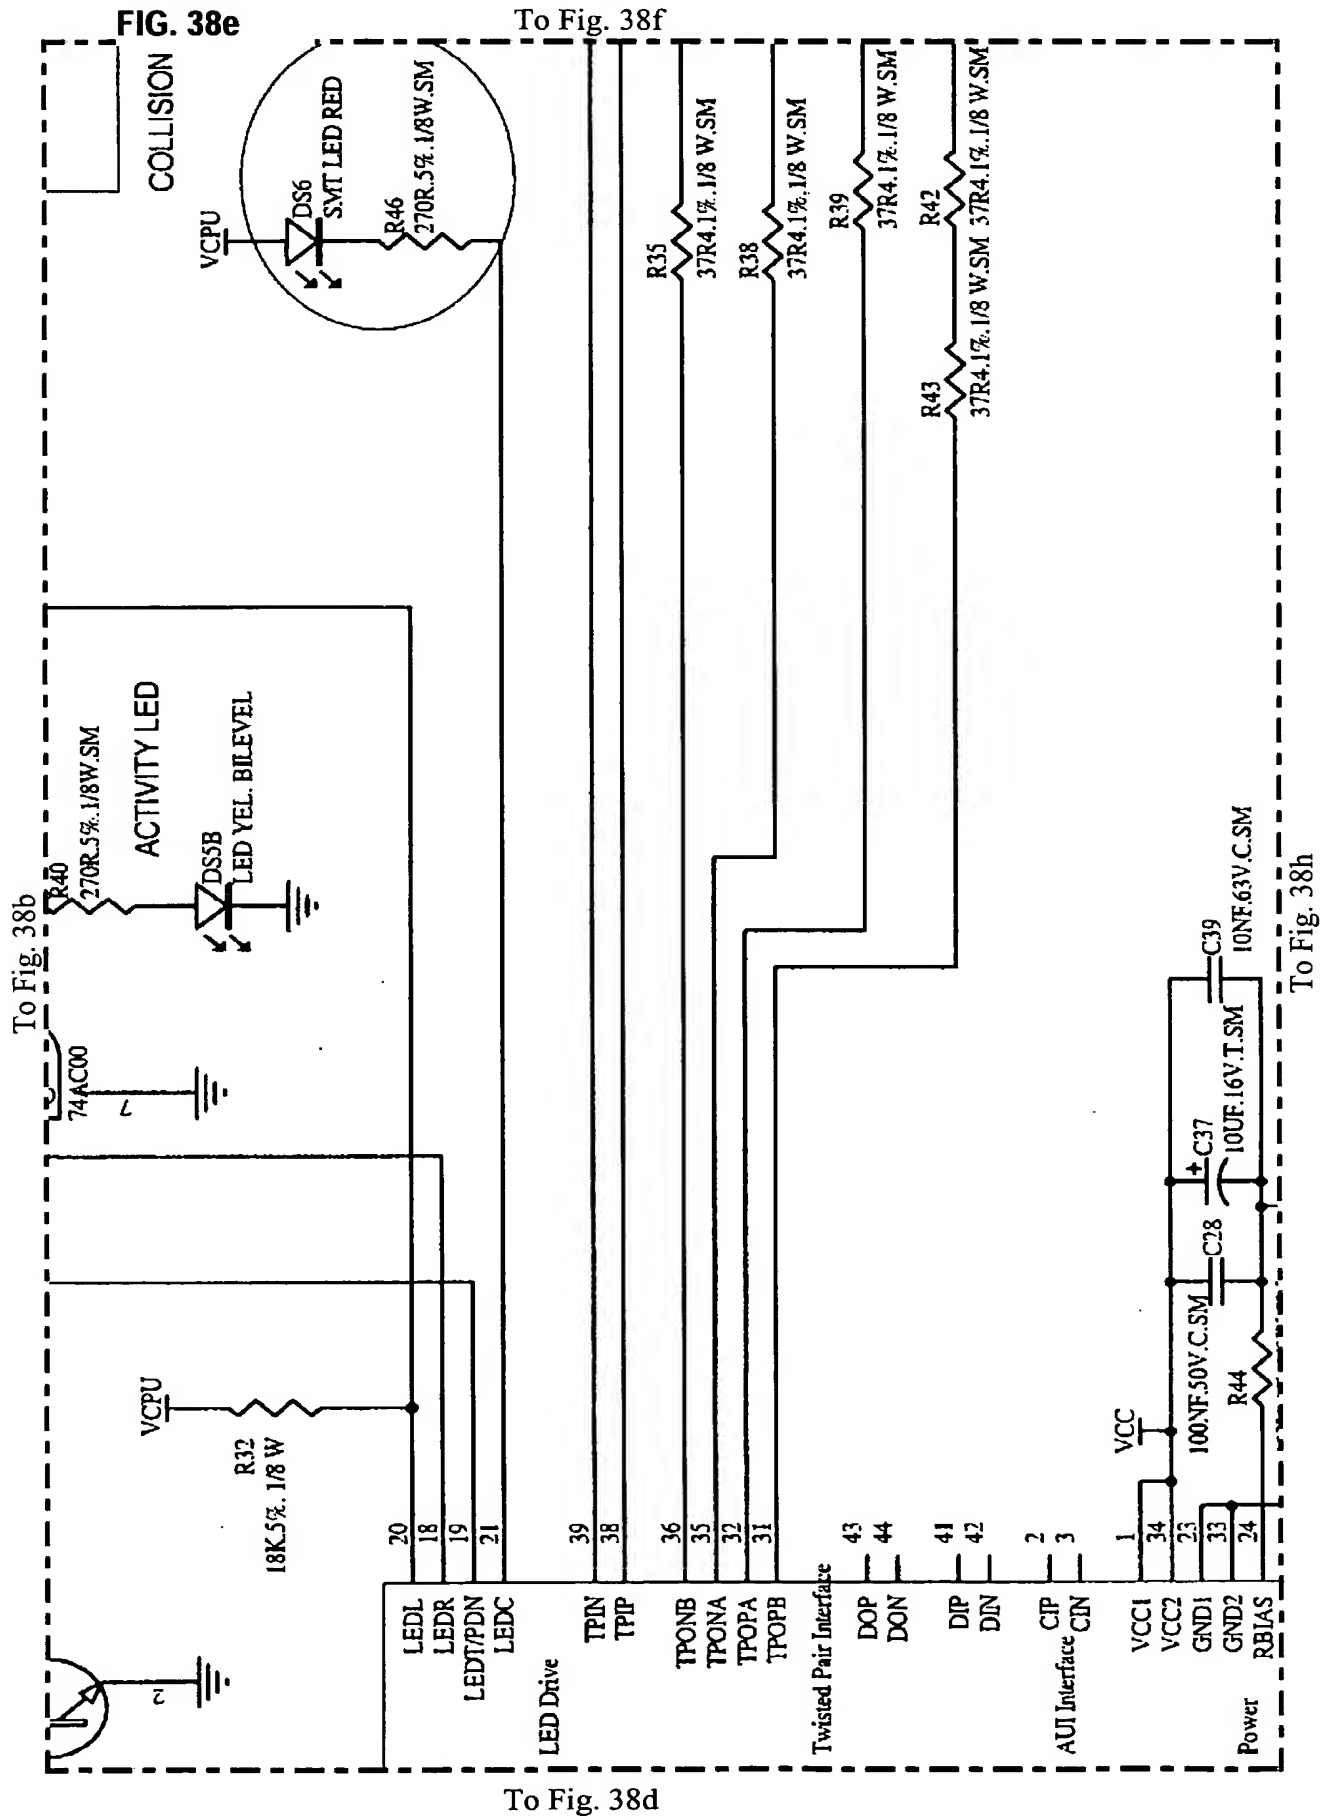 FIG. 38e
To Fig. 38f
COLLISION
VCPU
DS6
SMT LED RED
R46
270R.5%.1/8W.SM
R35
37R4.1%.1/8 W.SM
R38
37R4.1%.1/8 W.SM
R39
37R4.1%.1/8 W.SM
R42
37R4.1%.1/8 W.SM
R43
37R4.1%.1/8 W.SM
To Fig. 38b
R40
270R.5%.1/8W.SM
ACTIVITY LED
DS5B
LED YEL. BILEVEL
74AC00
7
VCPU
R32
18K.5%. 1/8 W
2
20
18
19
21
39
38
36
35
32
31
43
44
41
42
2
3
1
34
23
33
24
LEDL
LEDR
LEDT/PDN
LEDC
LED Drive
TPIN
TPIP
TPONB
TPONA
TPOPA
TPOPB
Twisted Pair Interface
DOP
DON
DIP
DIN
CIP
CIN
AUI Interface
VCC1
VCC2
GND1
GND2
RBIAS
Power
VCC
100NF.50V.C.SM
C28
R44
+
C37
10UF.16V.T.SM
C39
10NF.63V.C.SM
To Fig. 38h
To Fig. 38d